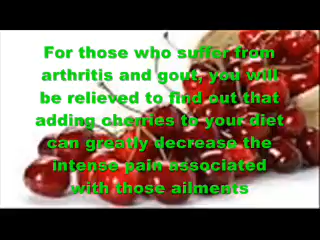 For those who suffer from
arthritis and gout, you will
be relieved to find out that
adding cherries to your diet
can greatly decrease the
intense pain associated
with those ailments